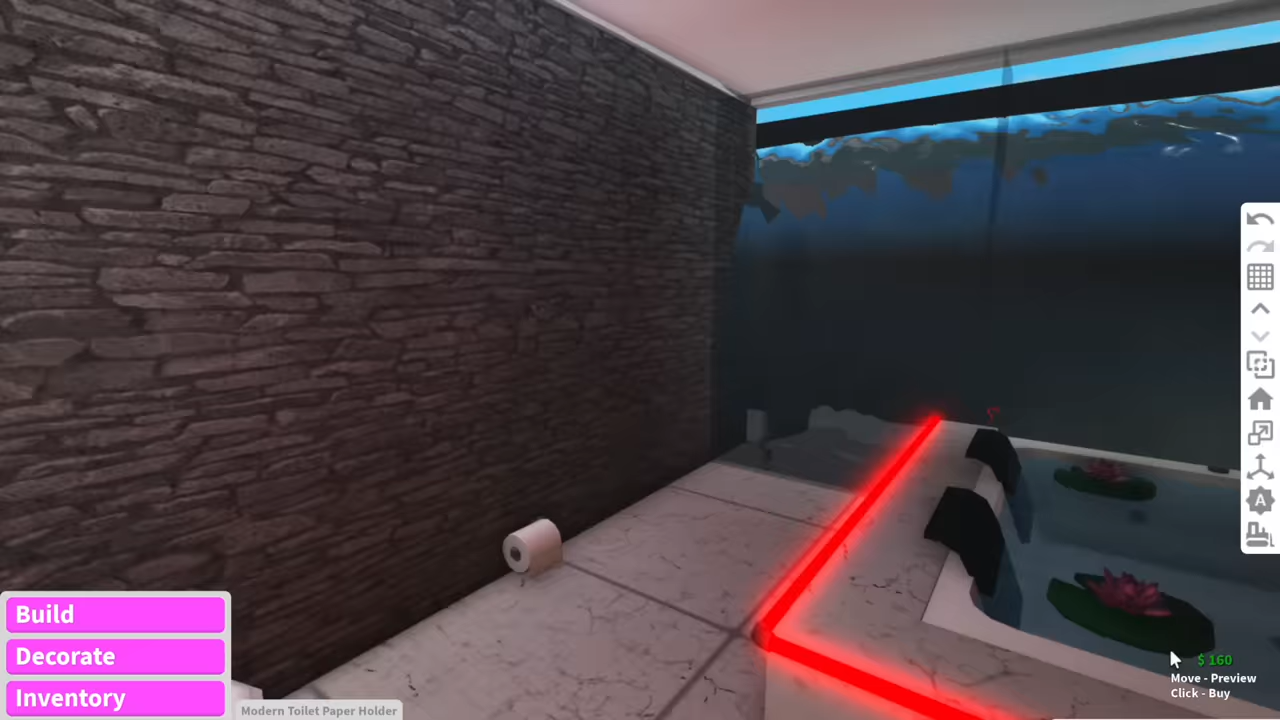 Build
Decorate
Inventory
Modern Toilet Paper Holder
A
$ 160
Move - Preview
Click - Buy